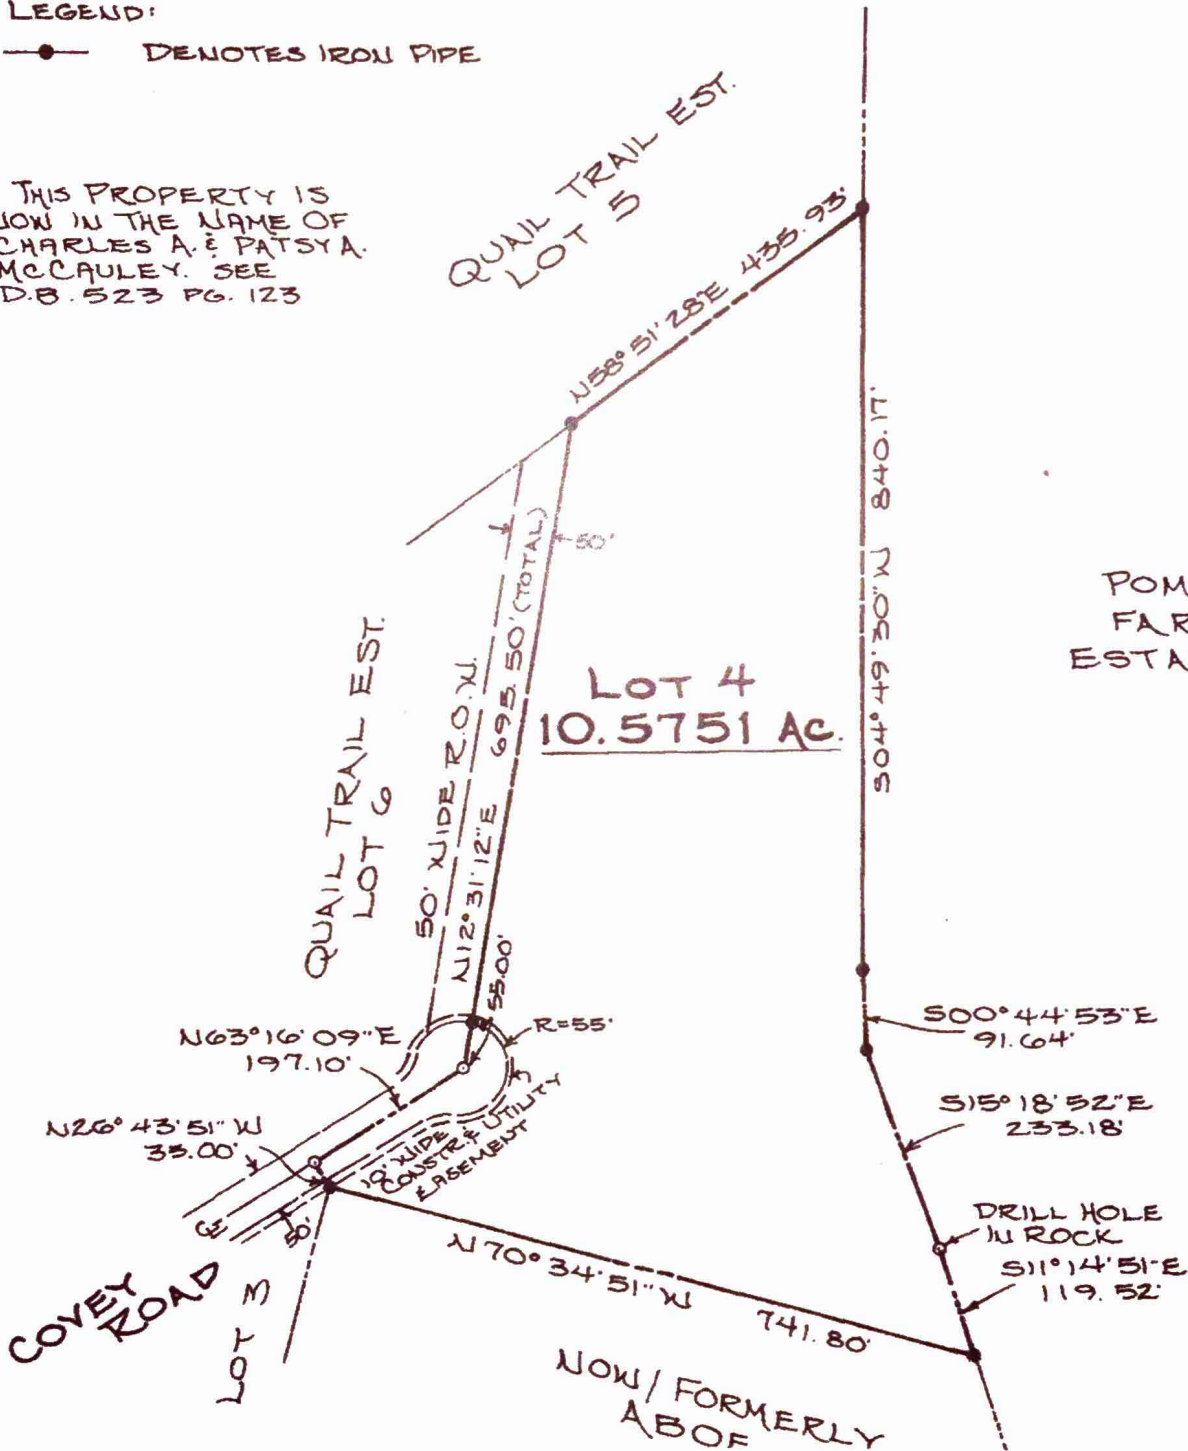 LEGEND:
DENOTES IRON PIPE
THIS PROPERTY IS
NOW IN THE NAME OF
CHARLES A. & PATSY A.
McCAULEY. SEE
D.B. 523 PG. 123
QUAIL TRAIL EST.
LOT 5
N58°51'28"E 435.93'
840.17'
S04°49'30"W
50'
695.50' (TOTAL)
N12°31'12"E
50' WIDE R.O.W.
LOT 4
10.5751 AC.
POM
FAR
ESTA
QUAIL TRAIL EST.
LOT 6
55.00'
R=55'
N63°16'09"E
197.10'
N26°43'51"W
35.00'
10' WIDE
CONSTR. & UTILITY
EASEMENT
S00°44'53"E
91.64'
S15°18'52"E
233.18'
DRILL HOLE
IN ROCK
S11°14'51"E
119.52'
℄
50'
COVEY
ROAD
LOT 3
N70°34'51"W
741.80'
NOW / FORMERLY
ABOF